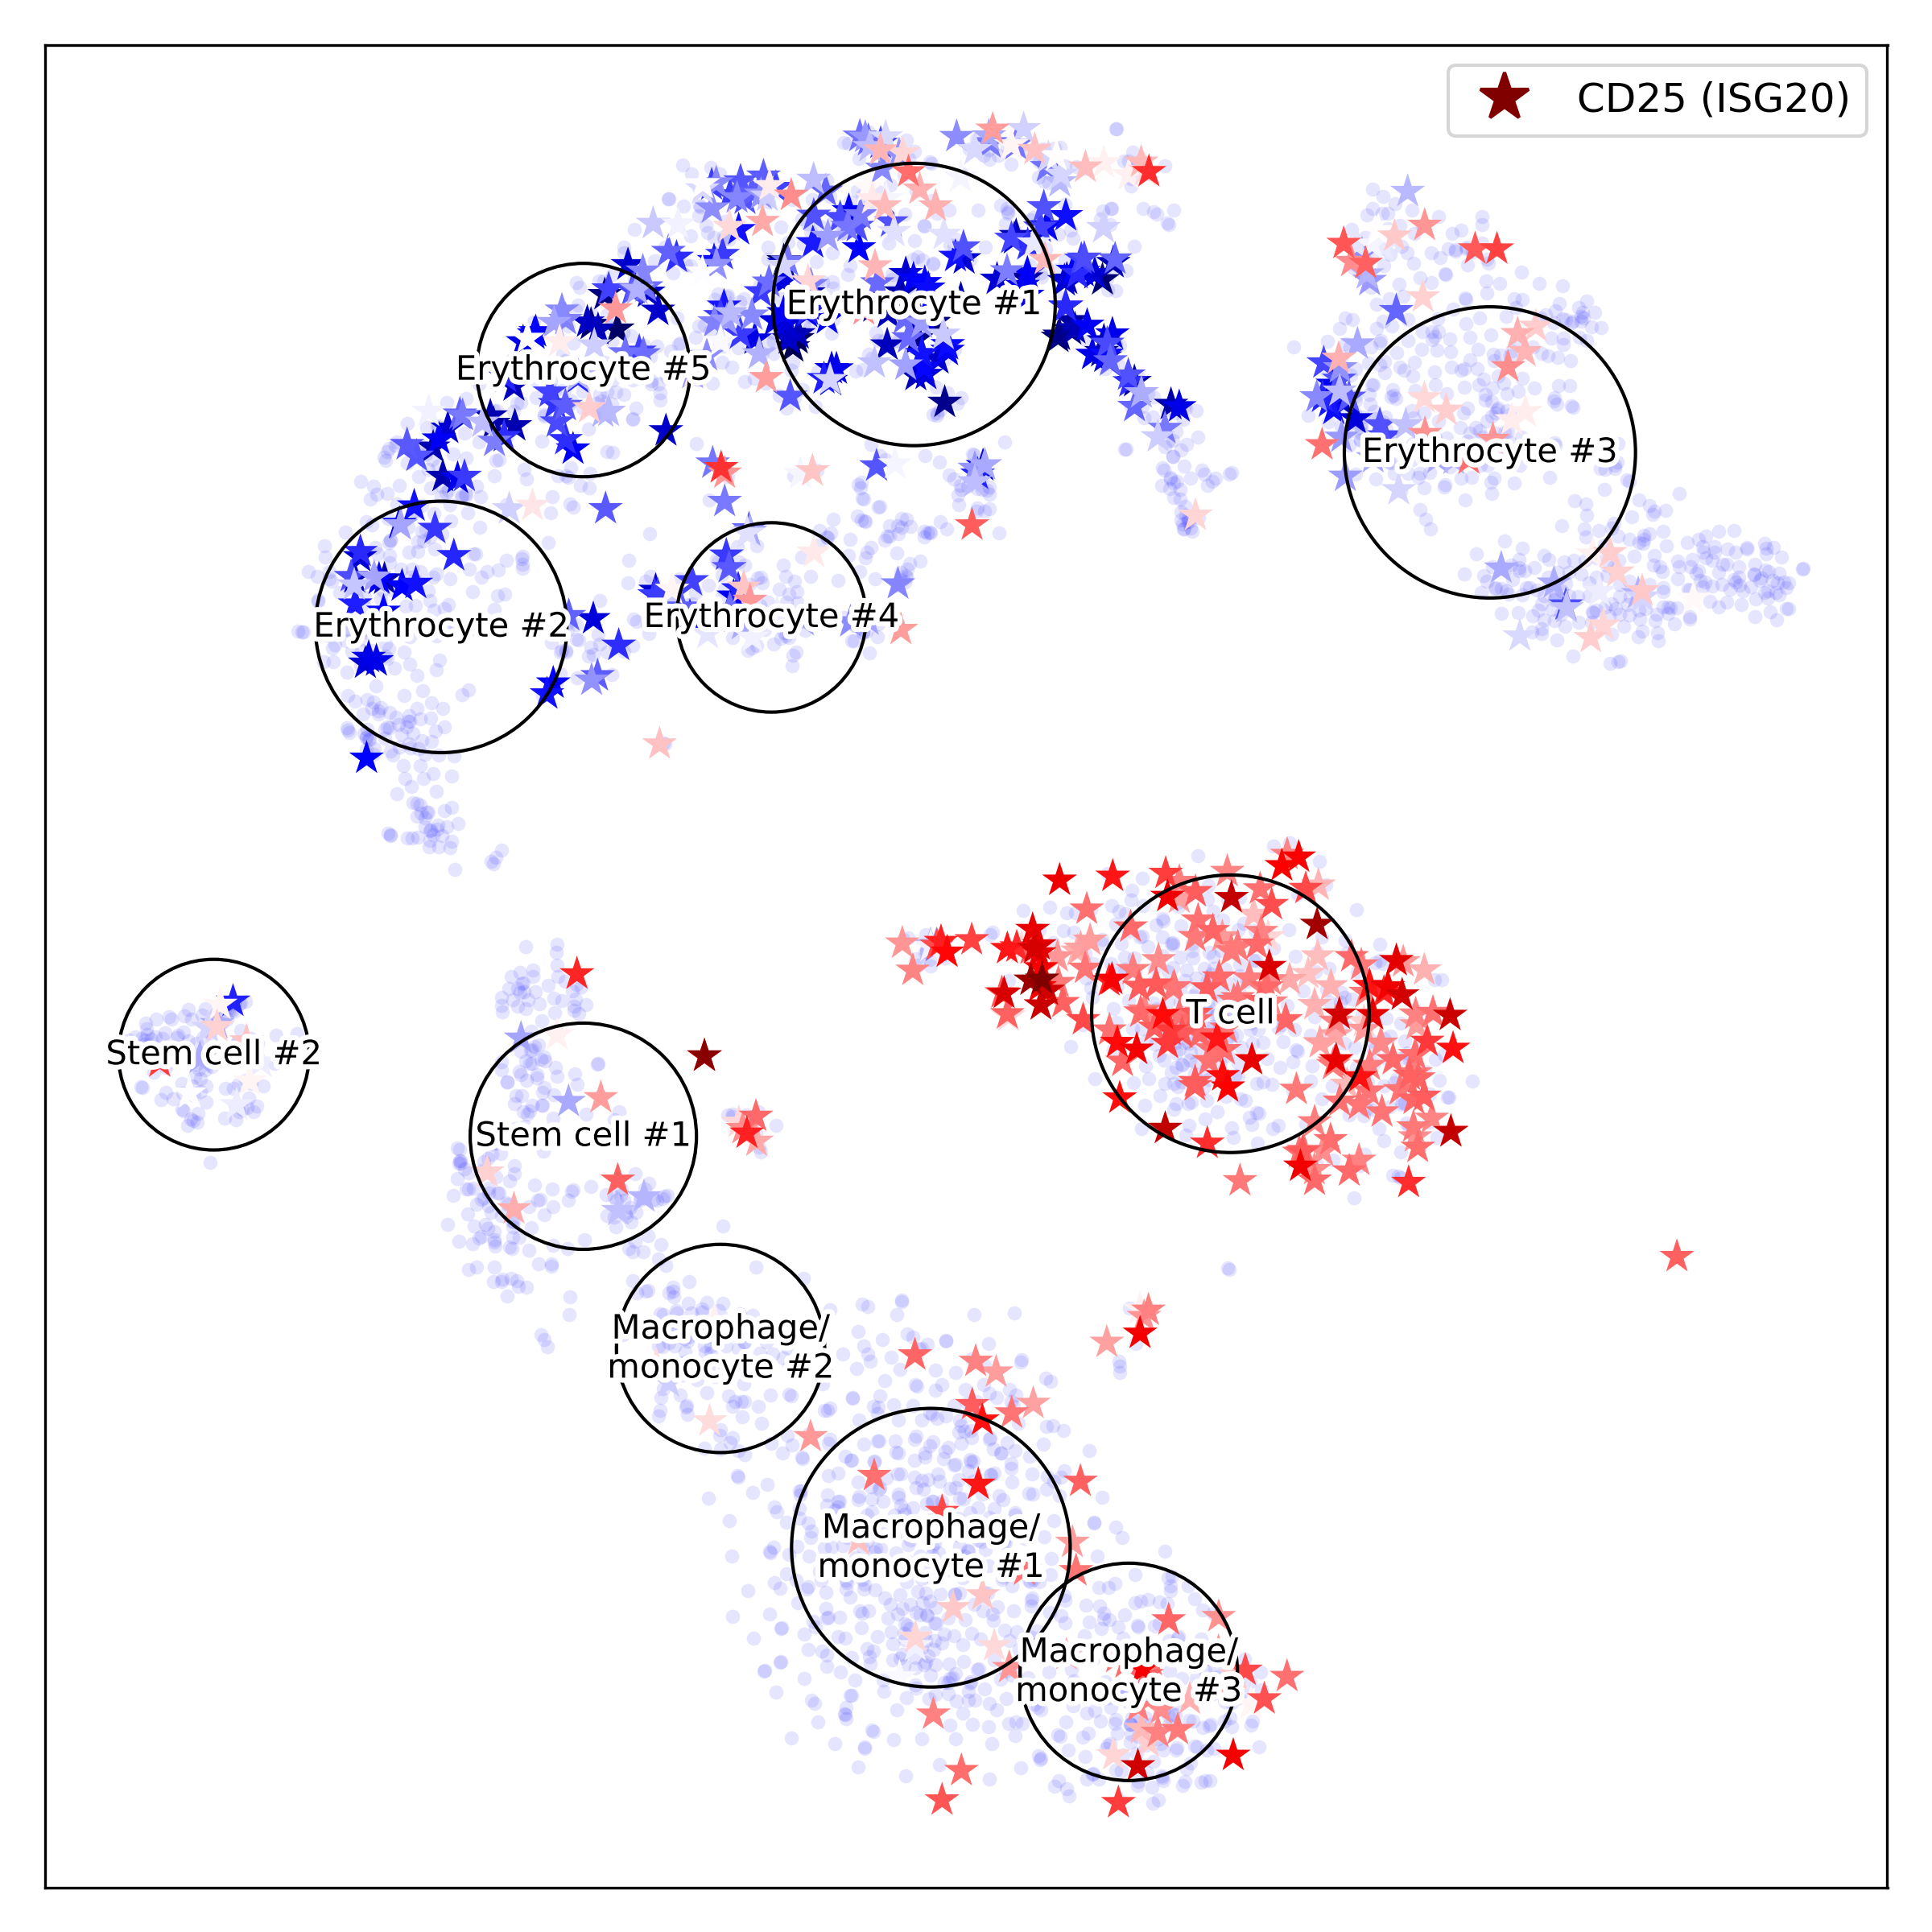 CD25 (ISG20)
Erythrocyte #1
Erythrocyte #5
Erythrocyte #3
Erythrocyte #4
Erythrocyte #2
T cell
Stem cell #2
Stem cell #1
Macrophage/
monocyte #2
Macrophage/
monocyte #1
Macrophage/
monocyte #3